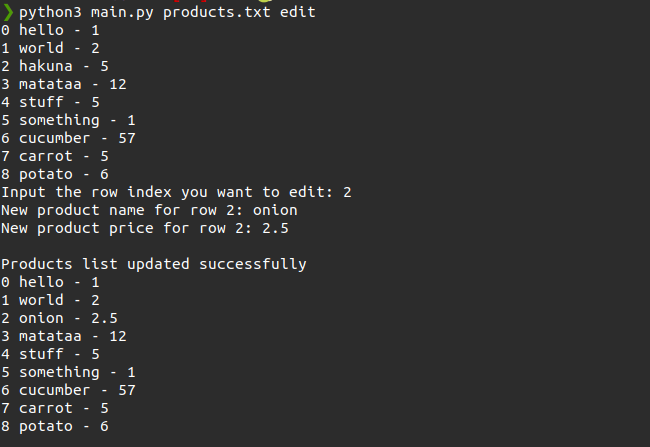 ❯ python3 main.py products.txt edit
0 hello - 1
1 world - 2
2 hakuna - 5
3 matataa - 12
4 stuff - 5
5 something - 1
6 cucumber - 57
7 carrot - 5
8 potato - 6
Input the row index you want to edit: 2
New product name for row 2: onion
New product price for row 2: 2.5

Products list updated successfully
0 hello - 1
1 world - 2
2 onion - 2.5
3 matataa - 12
4 stuff - 5
5 something - 1
6 cucumber - 57
7 carrot - 5
8 potato - 6